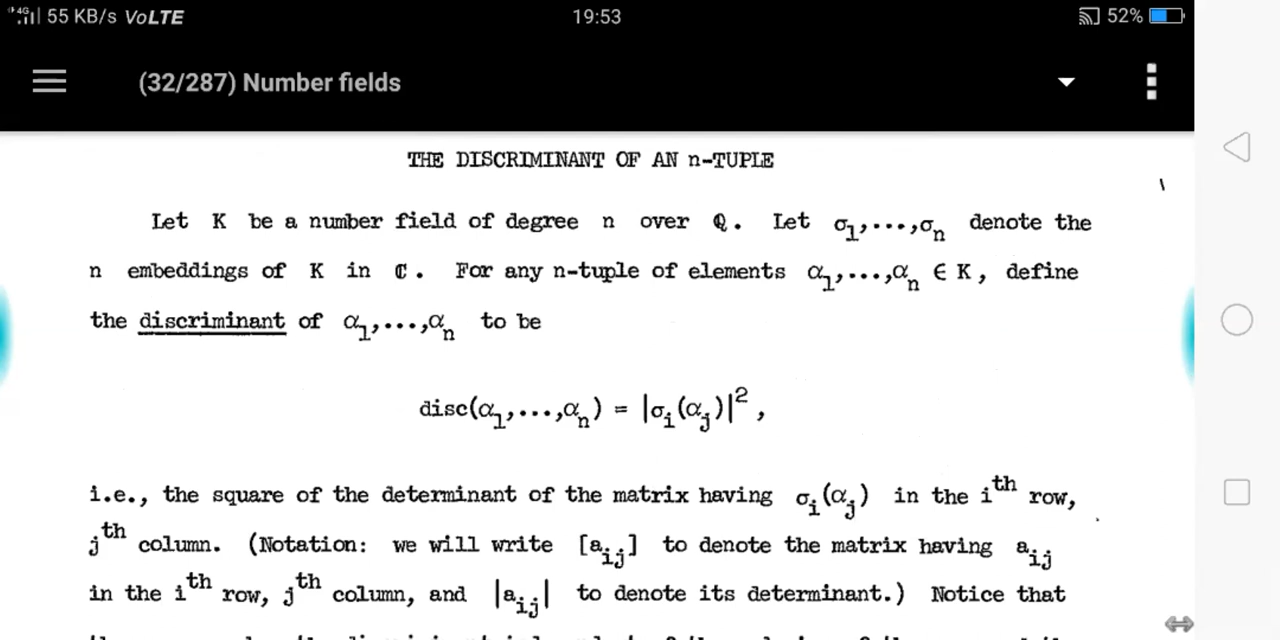 4G 55 KB/s VoLTE 19:53 52%
(32/287) Number fields
THE DISCRIMINANT OF AN n-TUPLE
Let K be a number field of degree n over ℚ. Let σ₁,...,σₙ denote the
n embeddings of K in ℂ. For any n-tuple of elements α₁,...,αₙ ∈ K, define
the discriminant of α₁,...,αₙ to be
disc(α₁,...,αₙ) = |σᵢ(αⱼ)|²,
i.e., the square of the determinant of the matrix having σᵢ(αⱼ) in the iᵗʰ row,
jᵗʰ column. (Notation: we will write [aᵢⱼ] to denote the matrix having aᵢⱼ
in the iᵗʰ row, jᵗʰ column, and |aᵢⱼ| to denote its determinant.) Notice that